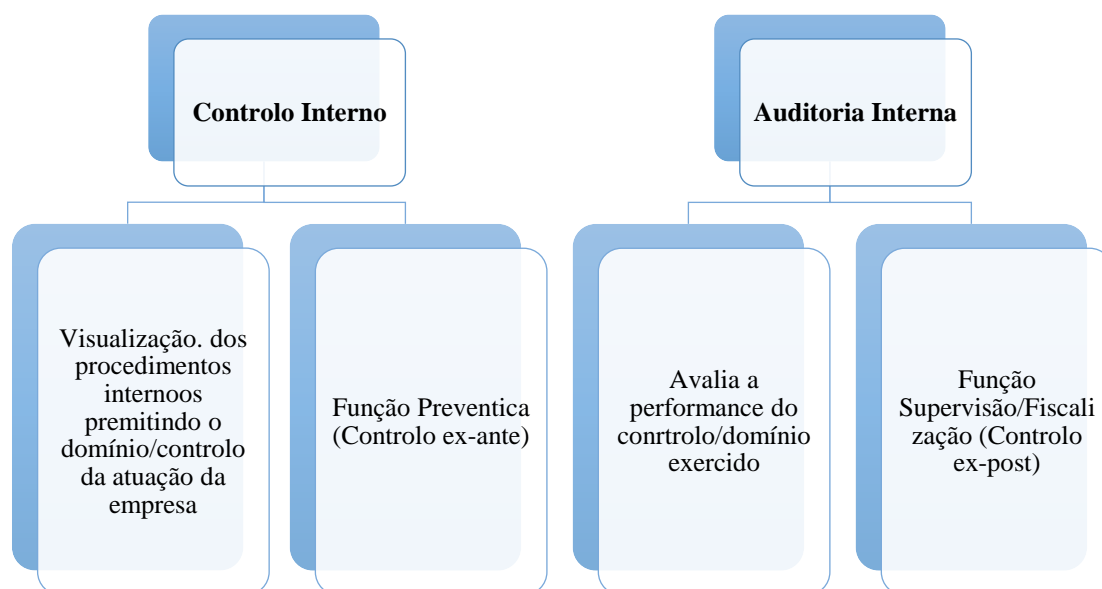 Controlo Interno
Auditoria Interna
Visualização. dos
procedimentos
internoos
premitindo o
domínio/controlo
da atuação da
empresa
Função Preventica
(Controlo ex-ante)
Avalia a
performance do
conrtrolo/domínio
exercido
Função
Supervisão/Fiscali
zação (Controlo
ex-post)